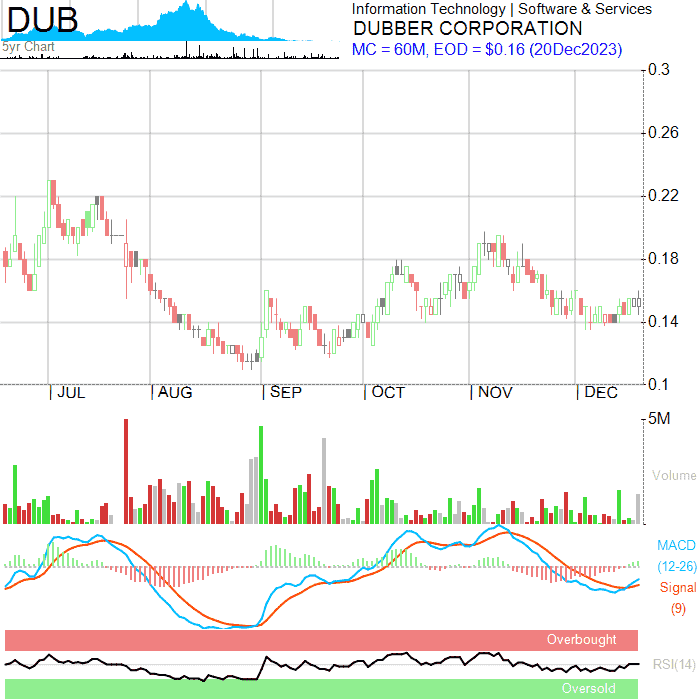 DUB
5yr Chart
Information Technology | Software & Services
DUBBER CORPORATION
MC = 60M, EOD = $0.16 (20Dec2023)
0.3
0.26
0.22
0.18
0.14
0.1
| JUL | AUG | SEP | OCT | NOV | DEC
5M
Volume
MACD
(12-26)
Signal
(9)
Overbought
RSI(14)
Oversold